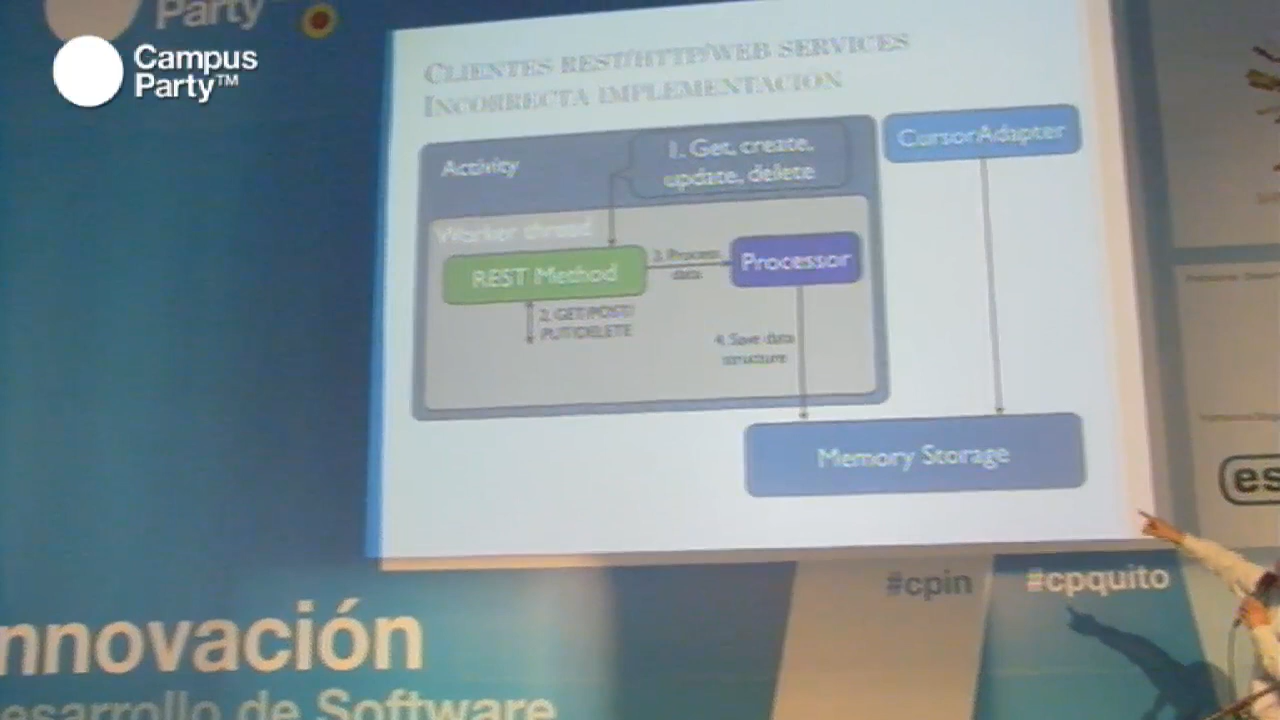 Party
Campus
Party™
CLIENTES REST/HTTP/WEB SERVICES
INCORRECTA IMPLEMENTACION
Activity
1. Get, create,
update, delete
CursorAdapter
Worker thread
REST Method
3. Process
data
Processor
2. GET/POST/
PUT/DELETE
4. Save data
structure
Memory Storage
es
#cpin
#cpquito
nnovación
esarrollo de Software